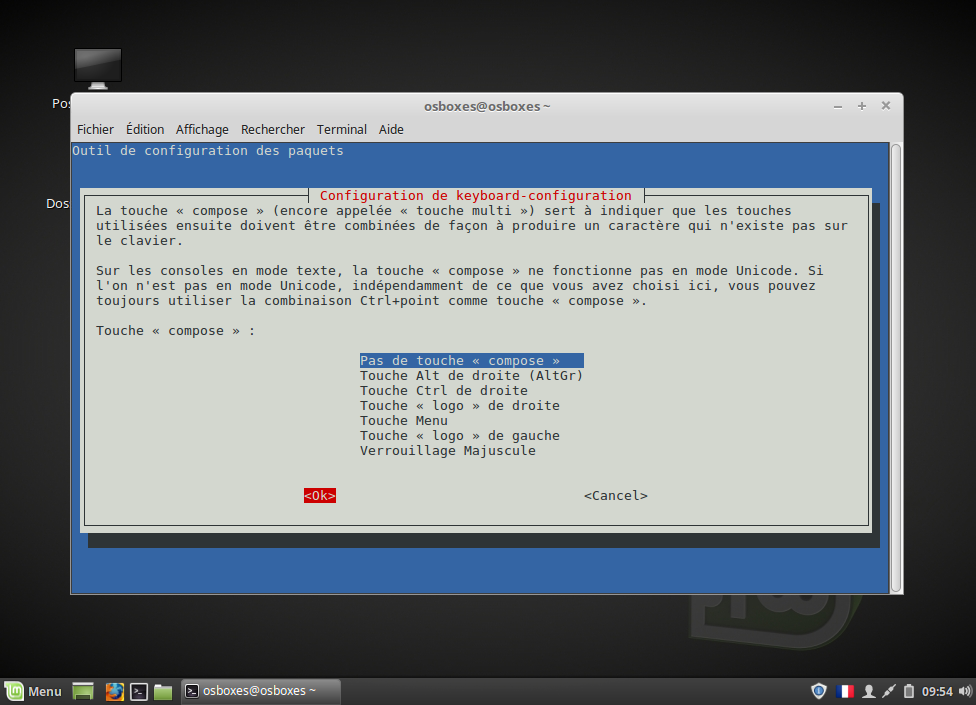 Pos
Dos
osboxes@osboxes ~
Fichier Édition Affichage Rechercher Terminal Aide
Outil de configuration des paquets
Configuration de keyboard-configuration
La touche « compose » (encore appelée « touche multi ») sert à indiquer que les touches
utilisées ensuite doivent être combinées de façon à produire un caractère qui n'existe pas sur
le clavier.
Sur les consoles en mode texte, la touche « compose » ne fonctionne pas en mode Unicode. Si
l'on n'est pas en mode Unicode, indépendamment de ce que vous avez choisi ici, vous pouvez
toujours utiliser la combinaison Ctrl+point comme touche « compose ».
Touche « compose » :
Pas de touche « compose »
Touche Alt de droite (AltGr)
Touche Ctrl de droite
Touche « logo » de droite
Touche Menu
Touche « logo » de gauche
Verrouillage Majuscule
<Ok> <Cancel>
Menu osboxes@osboxes ~ 09:54